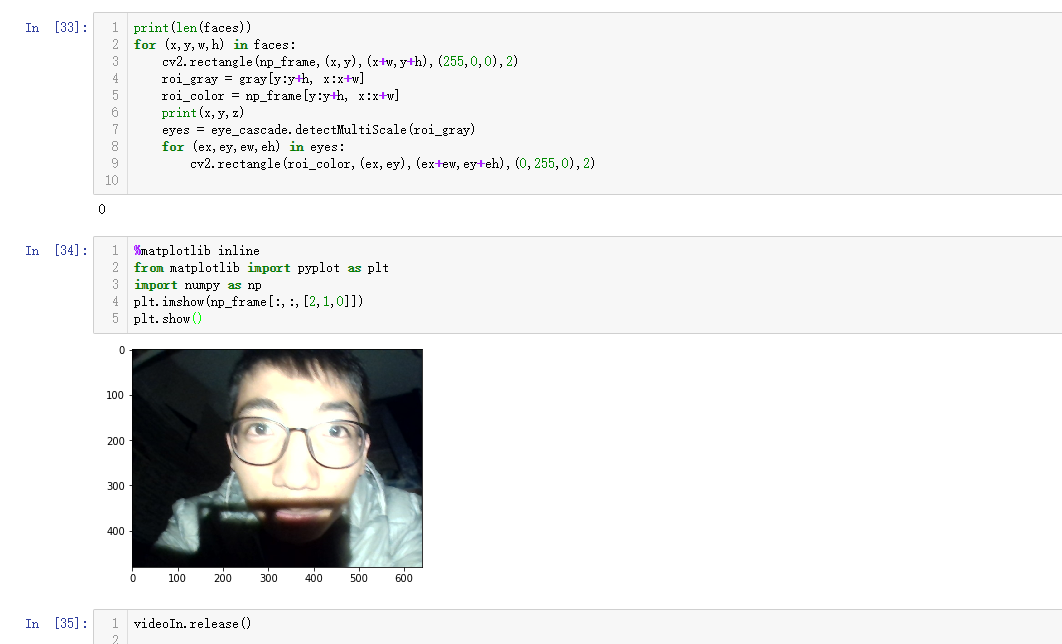 In [33]:
1 print(len(faces))
2 for (x,y,w,h) in faces:
3     cv2.rectangle(np_frame,(x,y),(x+w,y+h),(255,0,0),2)
4     roi_gray = gray[y:y+h, x:x+w]
5     roi_color = np_frame[y:y+h, x:x+w]
6     print(x,y,z)
7     eyes = eye_cascade.detectMultiScale(roi_gray)
8     for (ex,ey,ew,eh) in eyes:
9         cv2.rectangle(roi_color,(ex,ey),(ex+ew,ey+eh),(0,255,0),2)
10
0
In [34]:
1 %matplotlib inline
2 from matplotlib import pyplot as plt
3 import numpy as np
4 plt.imshow(np_frame[:,:,[2,1,0]])
5 plt.show()
0
100
200
300
400
0 100 200 300 400 500 600
In [35]:
1 videoIn.release()
2